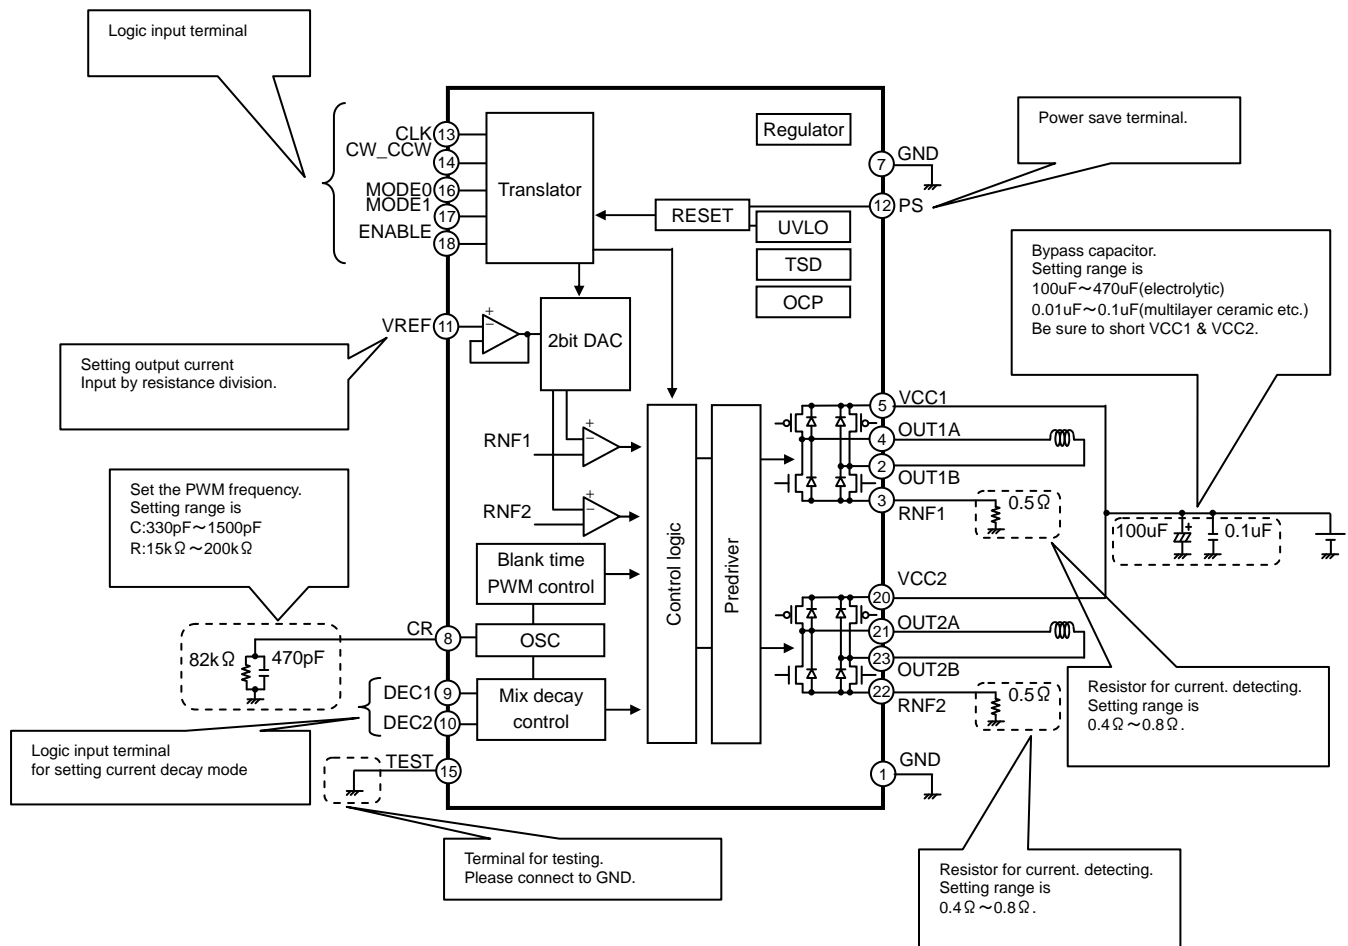 Logic input terminal
CLK
13
CW_CCW
14
MODE0
16
MODE1
17
ENABLE
18
Translator
Regulator
7
GND
12
PS
Power save terminal.
RESET
UVLO
TSD
OCP
Bypass capacitor.
Setting range is
100uF～470uF(electrolytic)
0.01uF～0.1uF(multilayer ceramic etc.)
Be sure to short VCC1 & VCC2.
VREF
11
+
−
2bit DAC
Setting output current
Input by resistance division.
RNF1
+
−
RNF2
+
−
Control logic
Predriver
5
VCC1
4
OUT1A
2
OUT1B
3
RNF1
0.5Ω
100uF
+
0.1uF
Set the PWM frequency.
Setting range is
C:330pF～1500pF
R:15kΩ～200kΩ
Blank time
PWM control
CR
8
OSC
82kΩ
470pF
DEC1
9
DEC2
10
Mix decay
control
VCC2
20
OUT2A
21
23
OUT2B
22
RNF2
0.5Ω
Resistor for current. detecting.
Setting range is
0.4Ω～0.8Ω.
Logic input terminal
for setting current decay mode
TEST
15
1
GND
Terminal for testing.
Please connect to GND.
Resistor for current. detecting.
Setting range is
0.4Ω～0.8Ω.